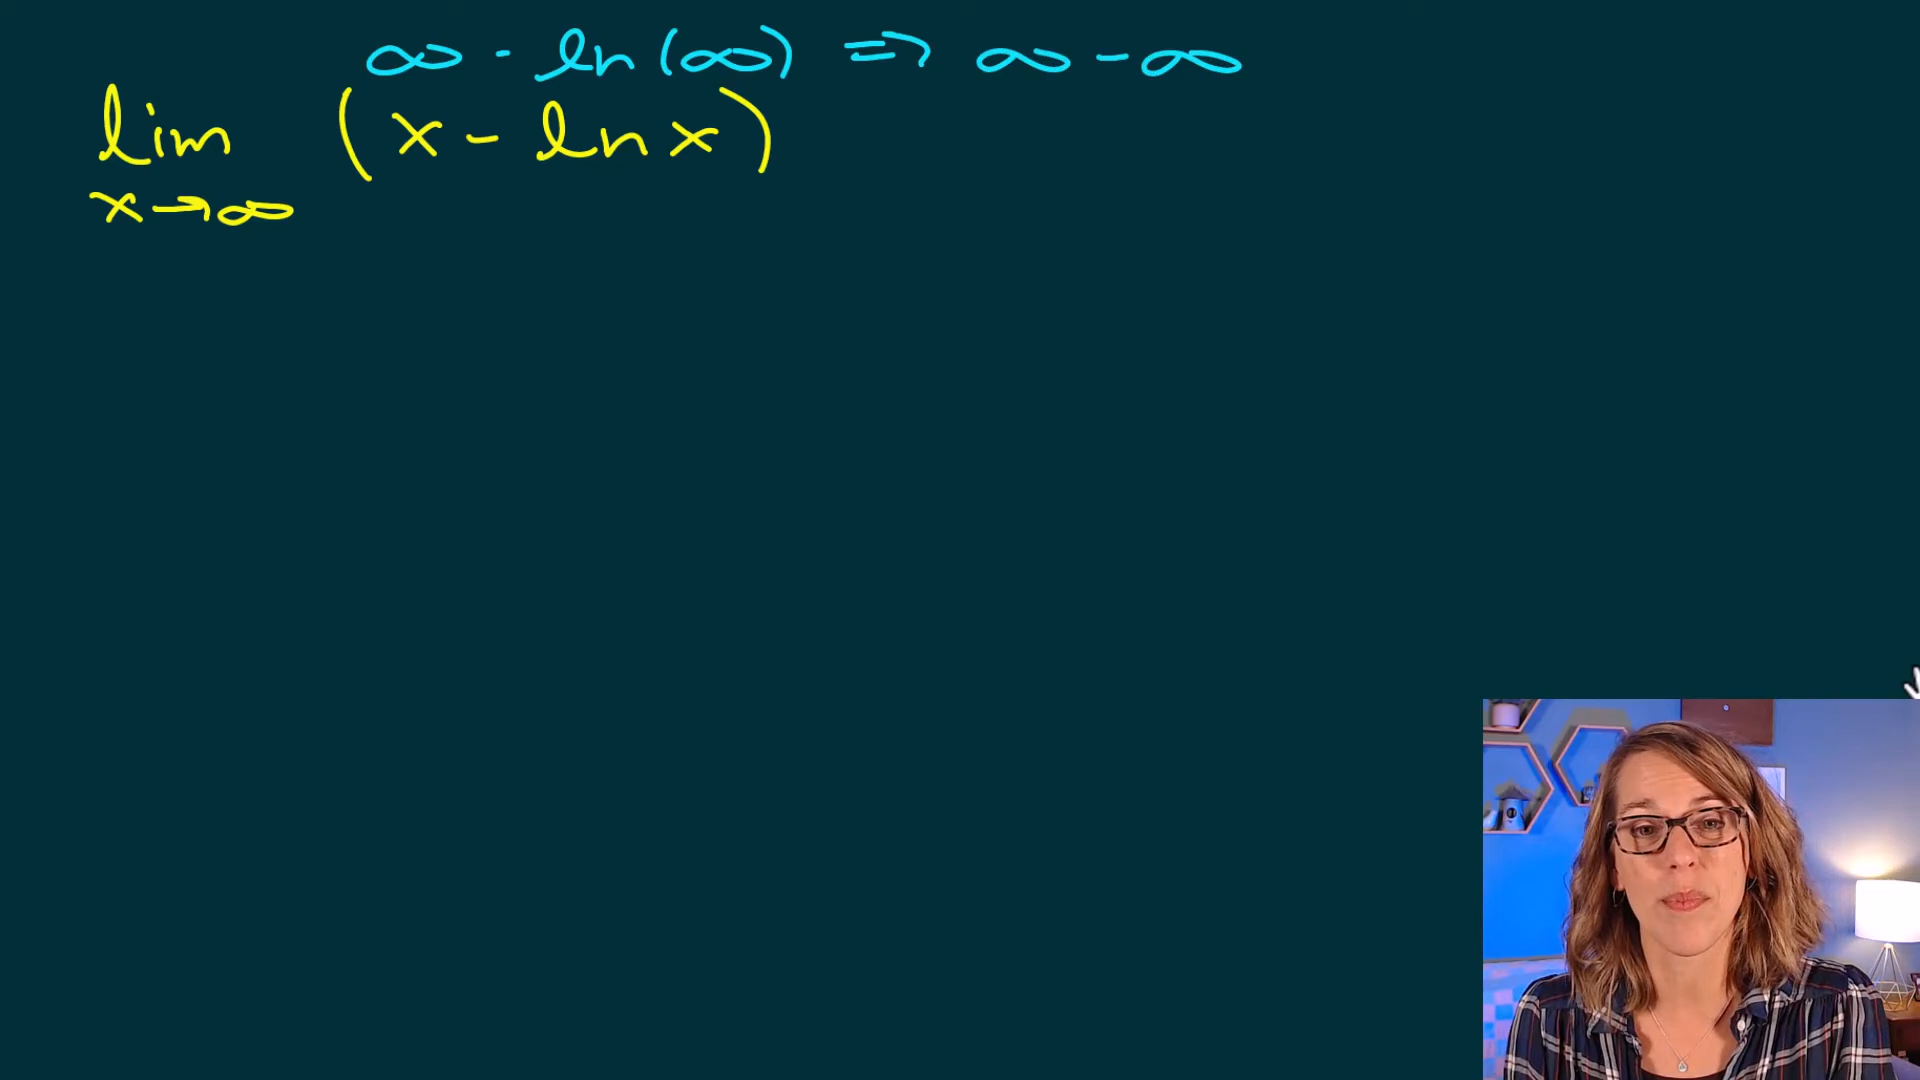 ∞ - ln(∞) => ∞ - ∞
lim (x - ln x)
x→∞